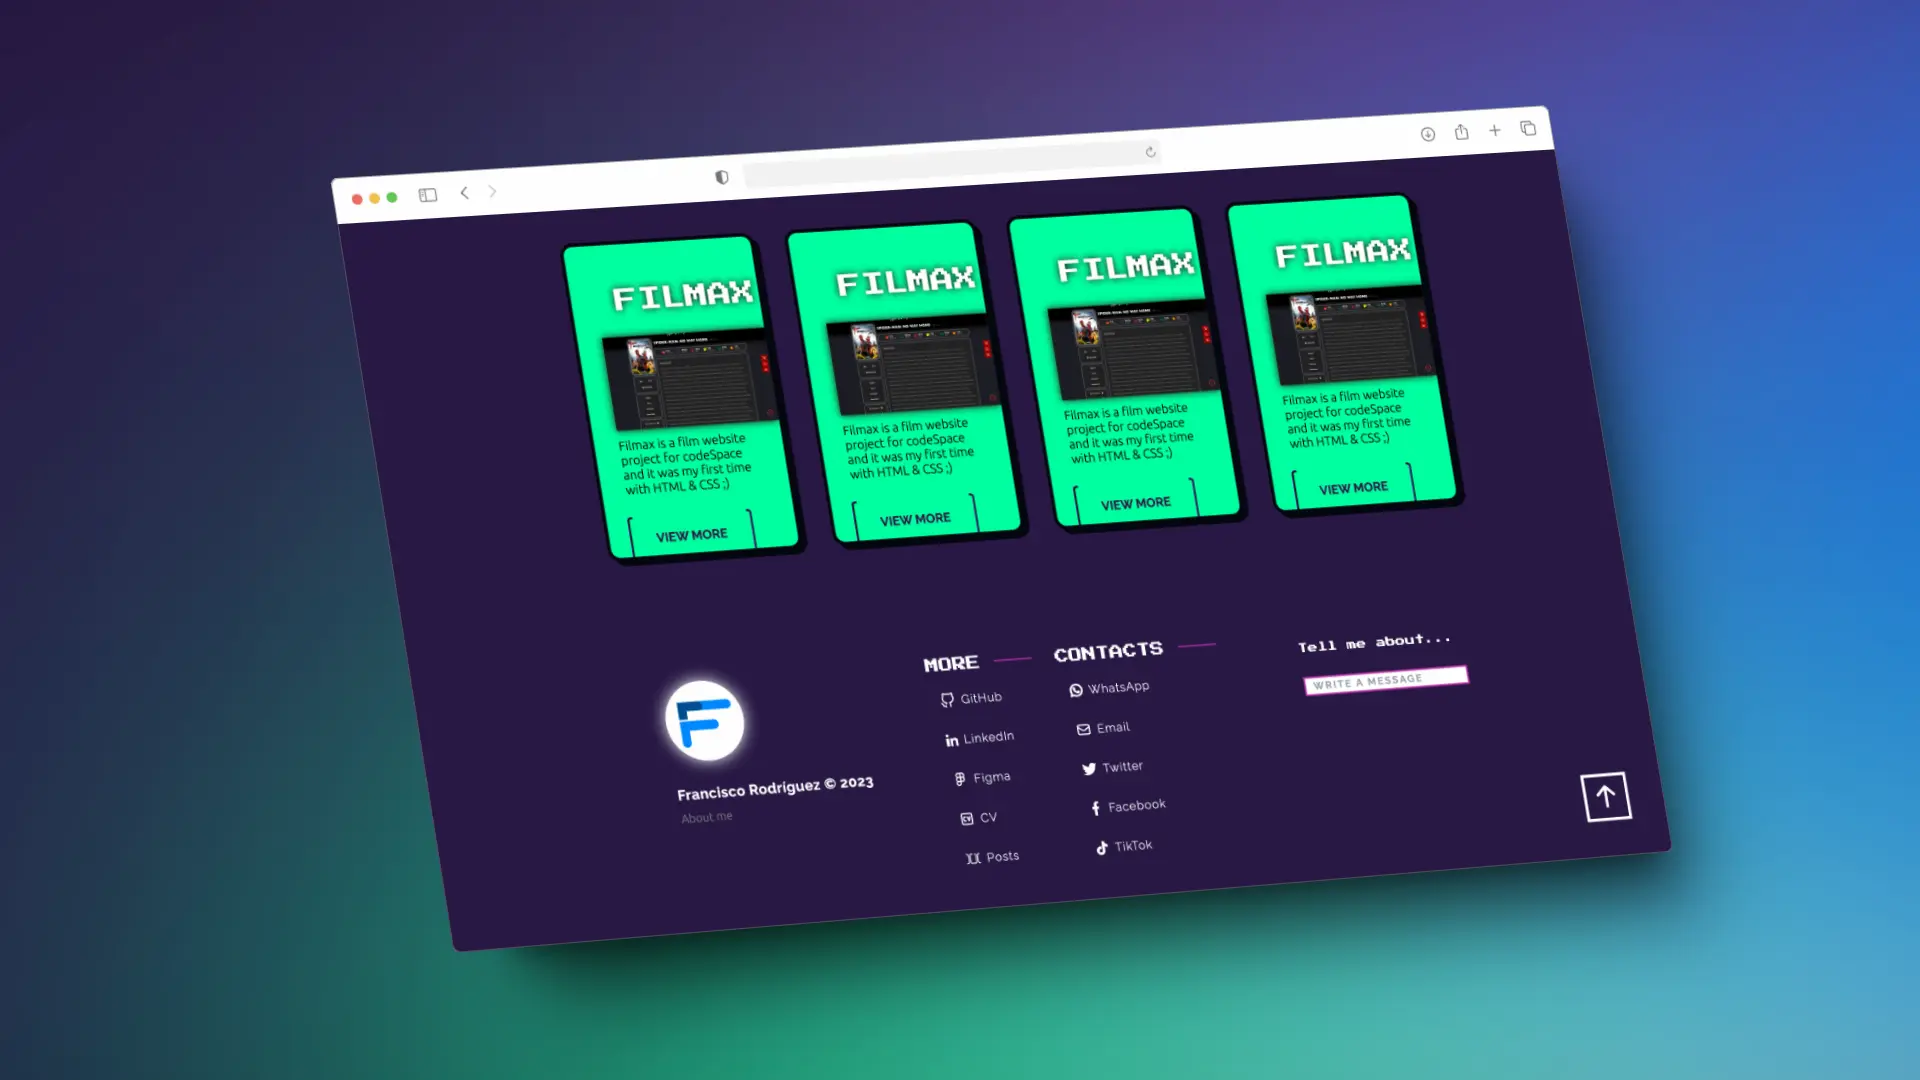 FILMAX
Filmax is a film website
project for codeSpace
and it was my first time
with HTML & CSS ;)
VIEW MORE
FILMAX
Filmax is a film website
project for codeSpace
and it was my first time
with HTML & CSS ;)
VIEW MORE
FILMAX
Filmax is a film website
project for codeSpace
and it was my first time
with HTML & CSS ;)
VIEW MORE
FILMAX
Filmax is a film website
project for codeSpace
and it was my first time
with HTML & CSS ;)
VIEW MORE
Francisco Rodríguez © 2023
About me
MORE
GitHub
LinkedIn
Figma
CV
Posts
CONTACTS
WhatsApp
Email
Twitter
Facebook
TikTok
Tell me about...
WRITE A MESSAGE